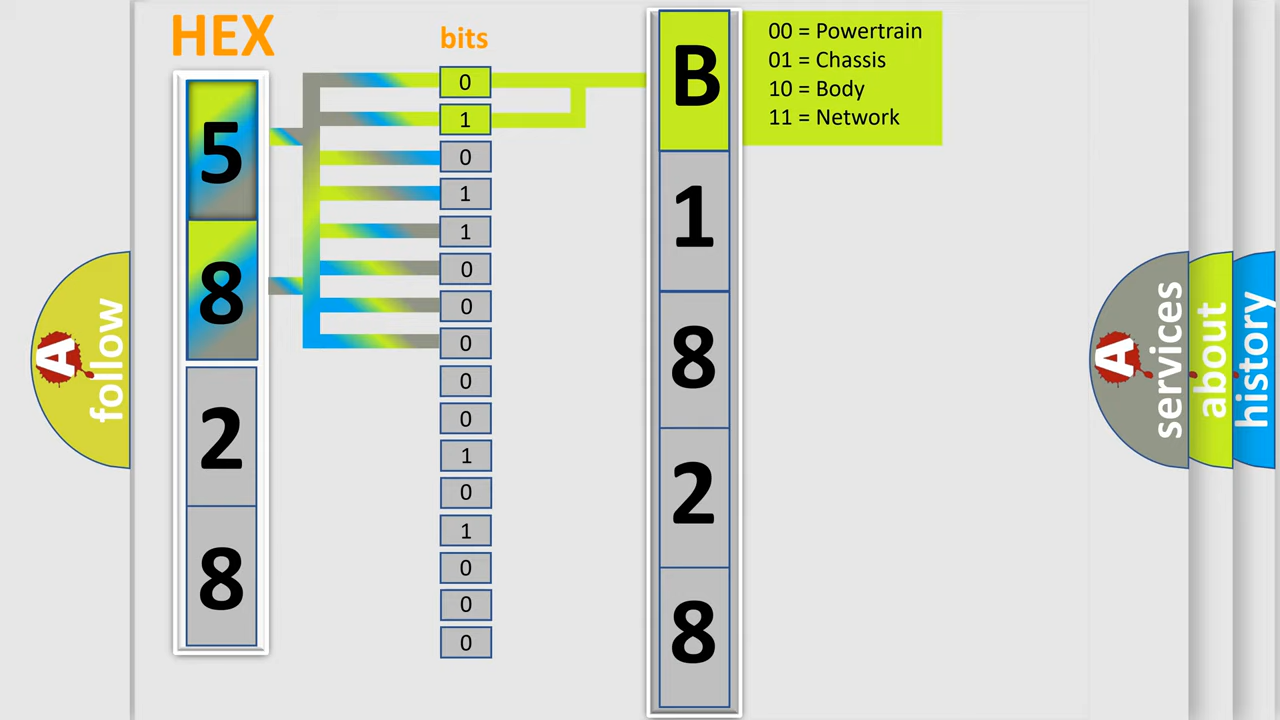 HEX
bits
5
8
2
8
0
1
0
1
1
0
0
0
0
0
1
0
1
0
0
0
B
1
8
2
8
00 = Powertrain
01 = Chassis
10 = Body
11 = Network
A
follow
A
services
about
history